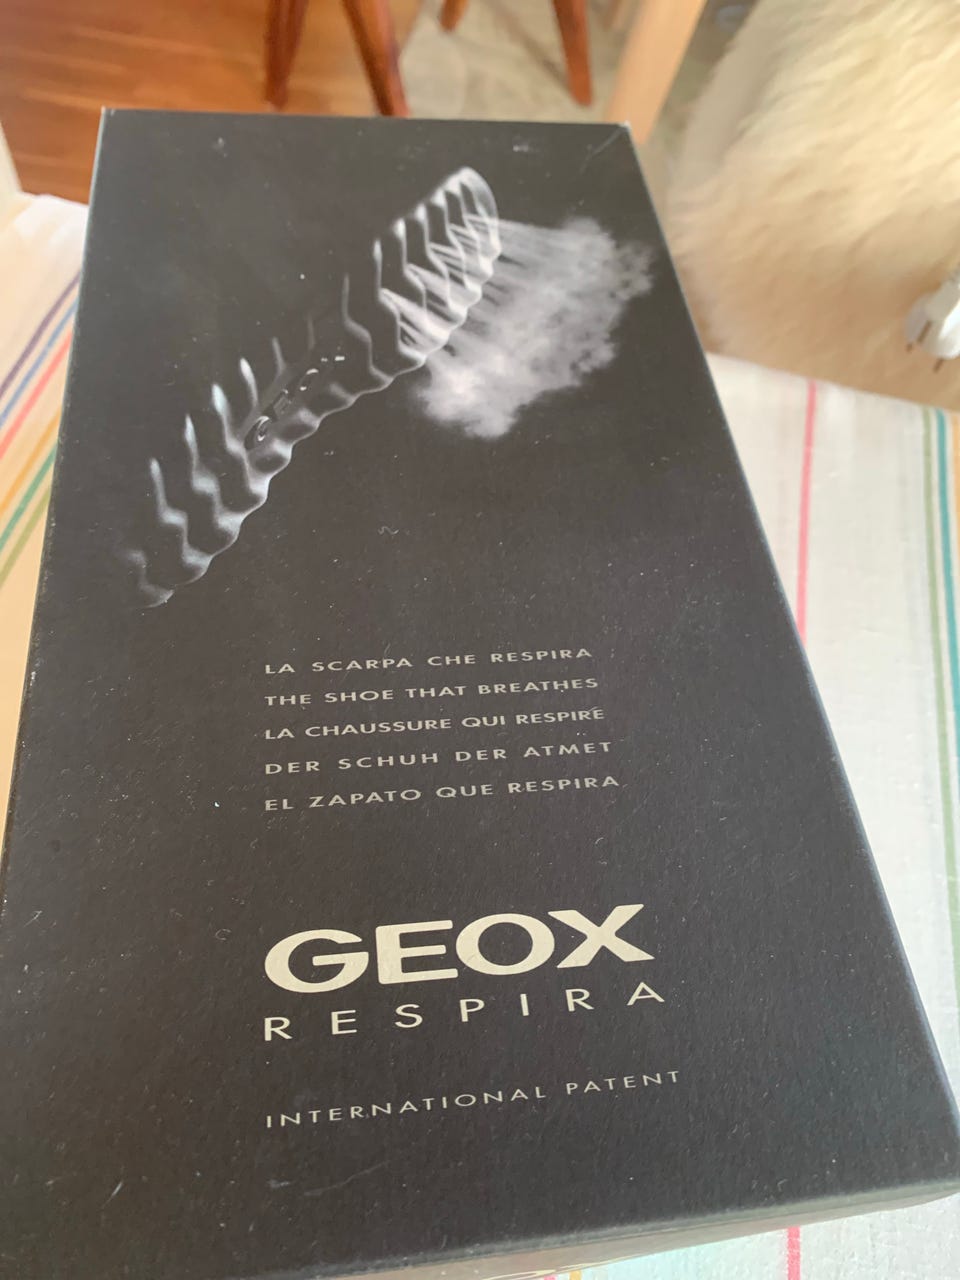 GEOX
LA SCARPA CHE RESPIRA
THE SHOE THAT BREATHES
LA CHAUSSURE QUI RESPIRE
DER SCHUH DER ATMET
EL ZAPATO QUE RESPIRA
GEOX
RESPIRA
INTERNATIONAL PATENT